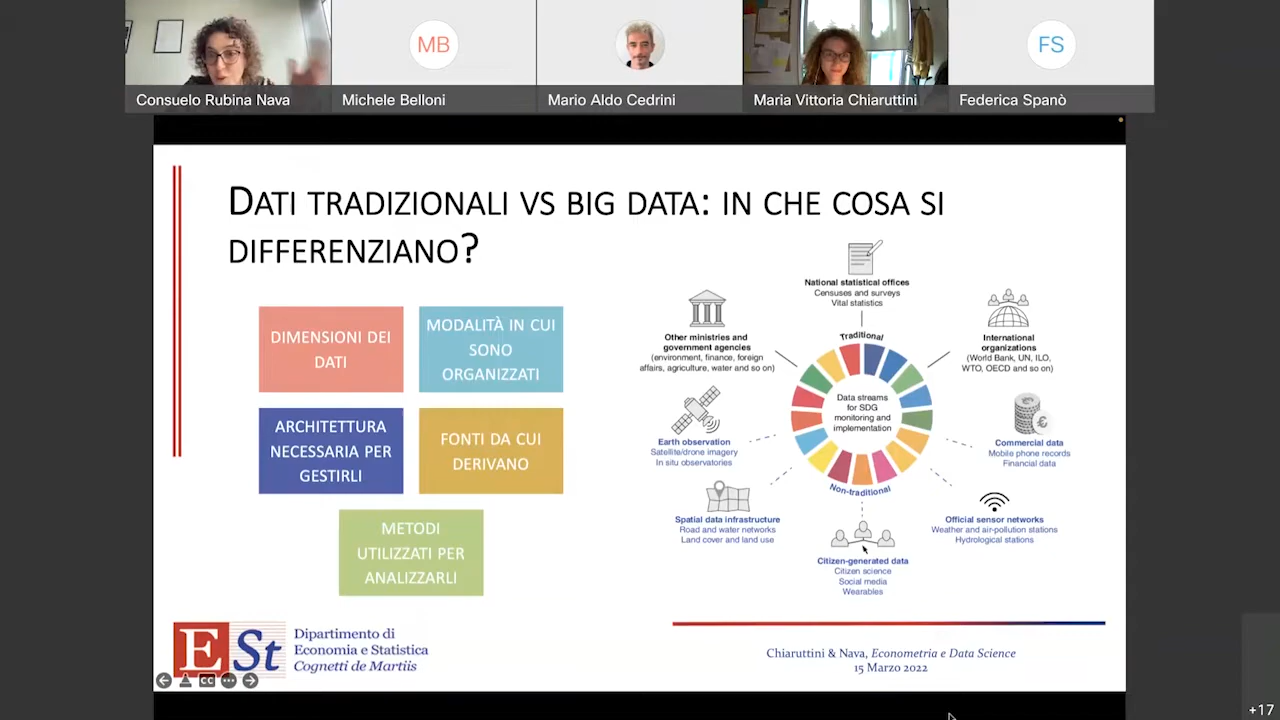 MB
FS
Consuelo Rubina Nava
Michele Belloni
Mario Aldo Cedrini
Maria Vittoria Chiaruttini
Federica Spanò
DATI TRADIZIONALI VS BIG DATA: IN CHE COSA SI
DIFFERENZIANO?
DIMENSIONI DEI
DATI
MODALITÀ IN CUI
SONO
ORGANIZZATI
ARCHITETTURA
NECESSARIA PER
GESTIRLI
FONTI DA CUI
DERIVANO
METODI
UTILIZZATI PER
ANALIZZARLI
National statistical offices
Censuses and surveys
Vital statistics
Other ministries and
government agencies
(environment, finance, foreign
affairs, agriculture, water and so on)
International
organizations
(World Bank, UN, ILO,
WTO, OECD and so on)
Traditional
Data streams
for SDG
monitoring and
implementation
Non-traditional
Earth observation
Satellite/drone imagery
In situ observatories
Commercial data
Mobile phone records
Financial data
Spatial data infrastructure
Road and water networks
Land cover and land use
Official sensor networks
Weather and air-pollution stations
Hydrological stations
Citizen-generated data
Citizen science
Social media
Wearables
ESt
Dipartimento di
Economia e Statistica
Cognetti de Martiis
CC
Chiaruttini & Nava, Econometria e Data Science
15 Marzo 2022
+17